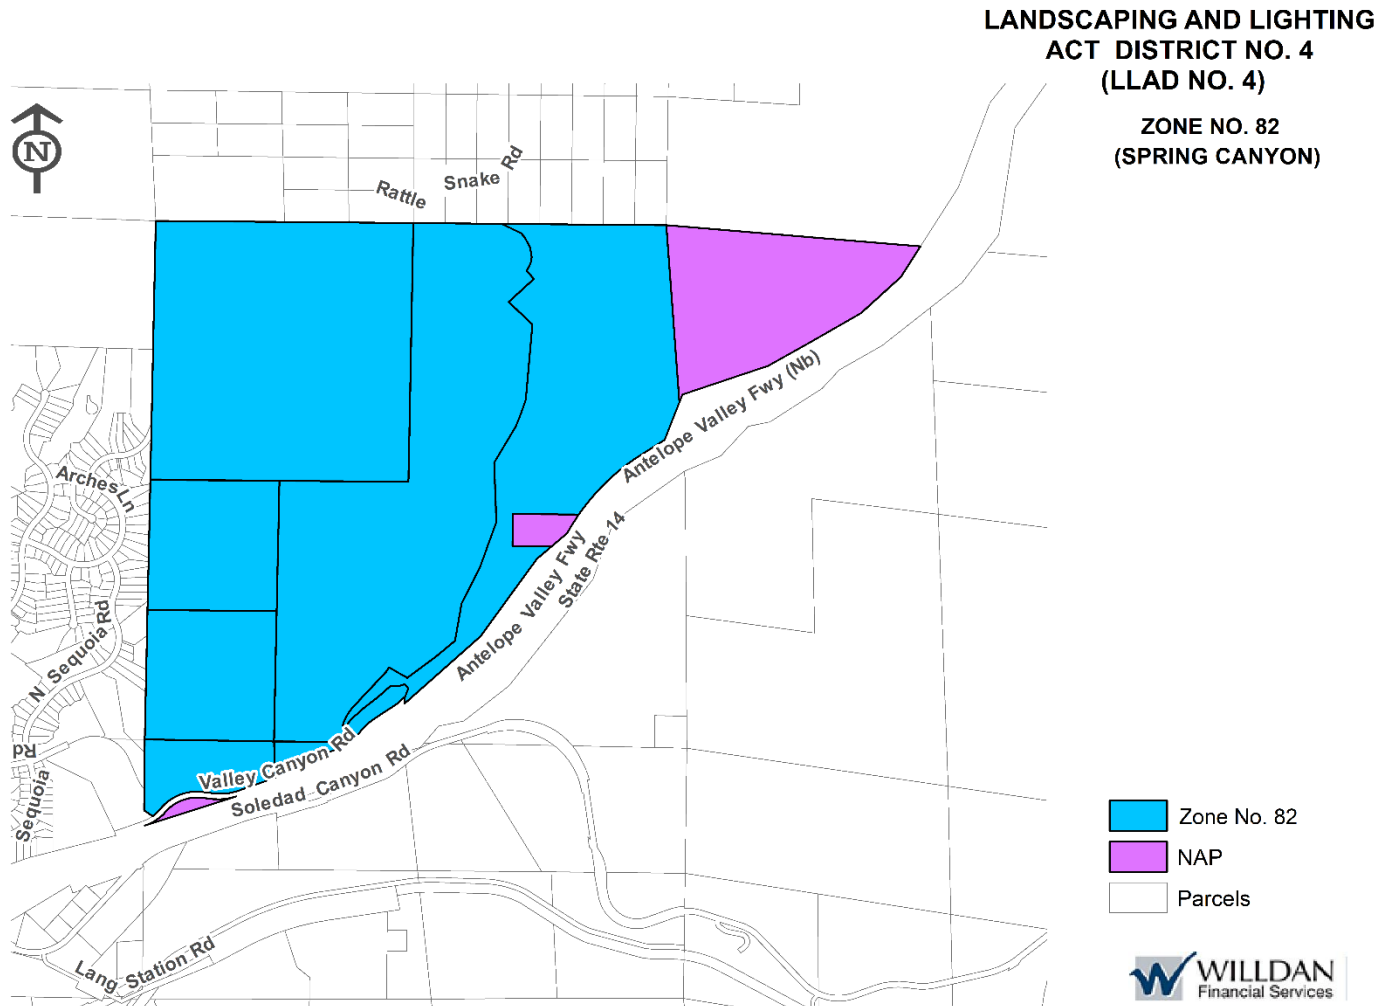 LANDSCAPING AND LIGHTING
ACT DISTRICT NO. 4
(LLAD NO. 4)
ZONE NO. 82
(SPRING CANYON)
N
Rattle Snake Rd
Antelope Valley Fwy (Nb)
Arches Ln
State Rte 14
Antelope Valley Fwy
N Sequoia Rd
Rd
Sequoia
Valley Canyon Rd
Soledad Canyon Rd
Lang Station Rd
Zone No. 82
NAP
Parcels
WILLDAN
Financial Services